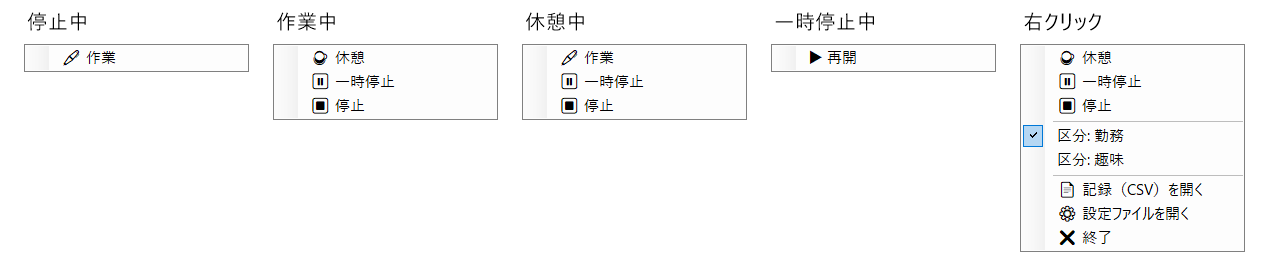 停止中
作業
作業中
休憩
一時停止
停止
休憩中
作業
一時停止
停止
一時停止中
再開
右クリック
休憩
一時停止
停止
区分: 勤務
区分: 趣味
記録（CSV）を開く
設定ファイルを開く
終了